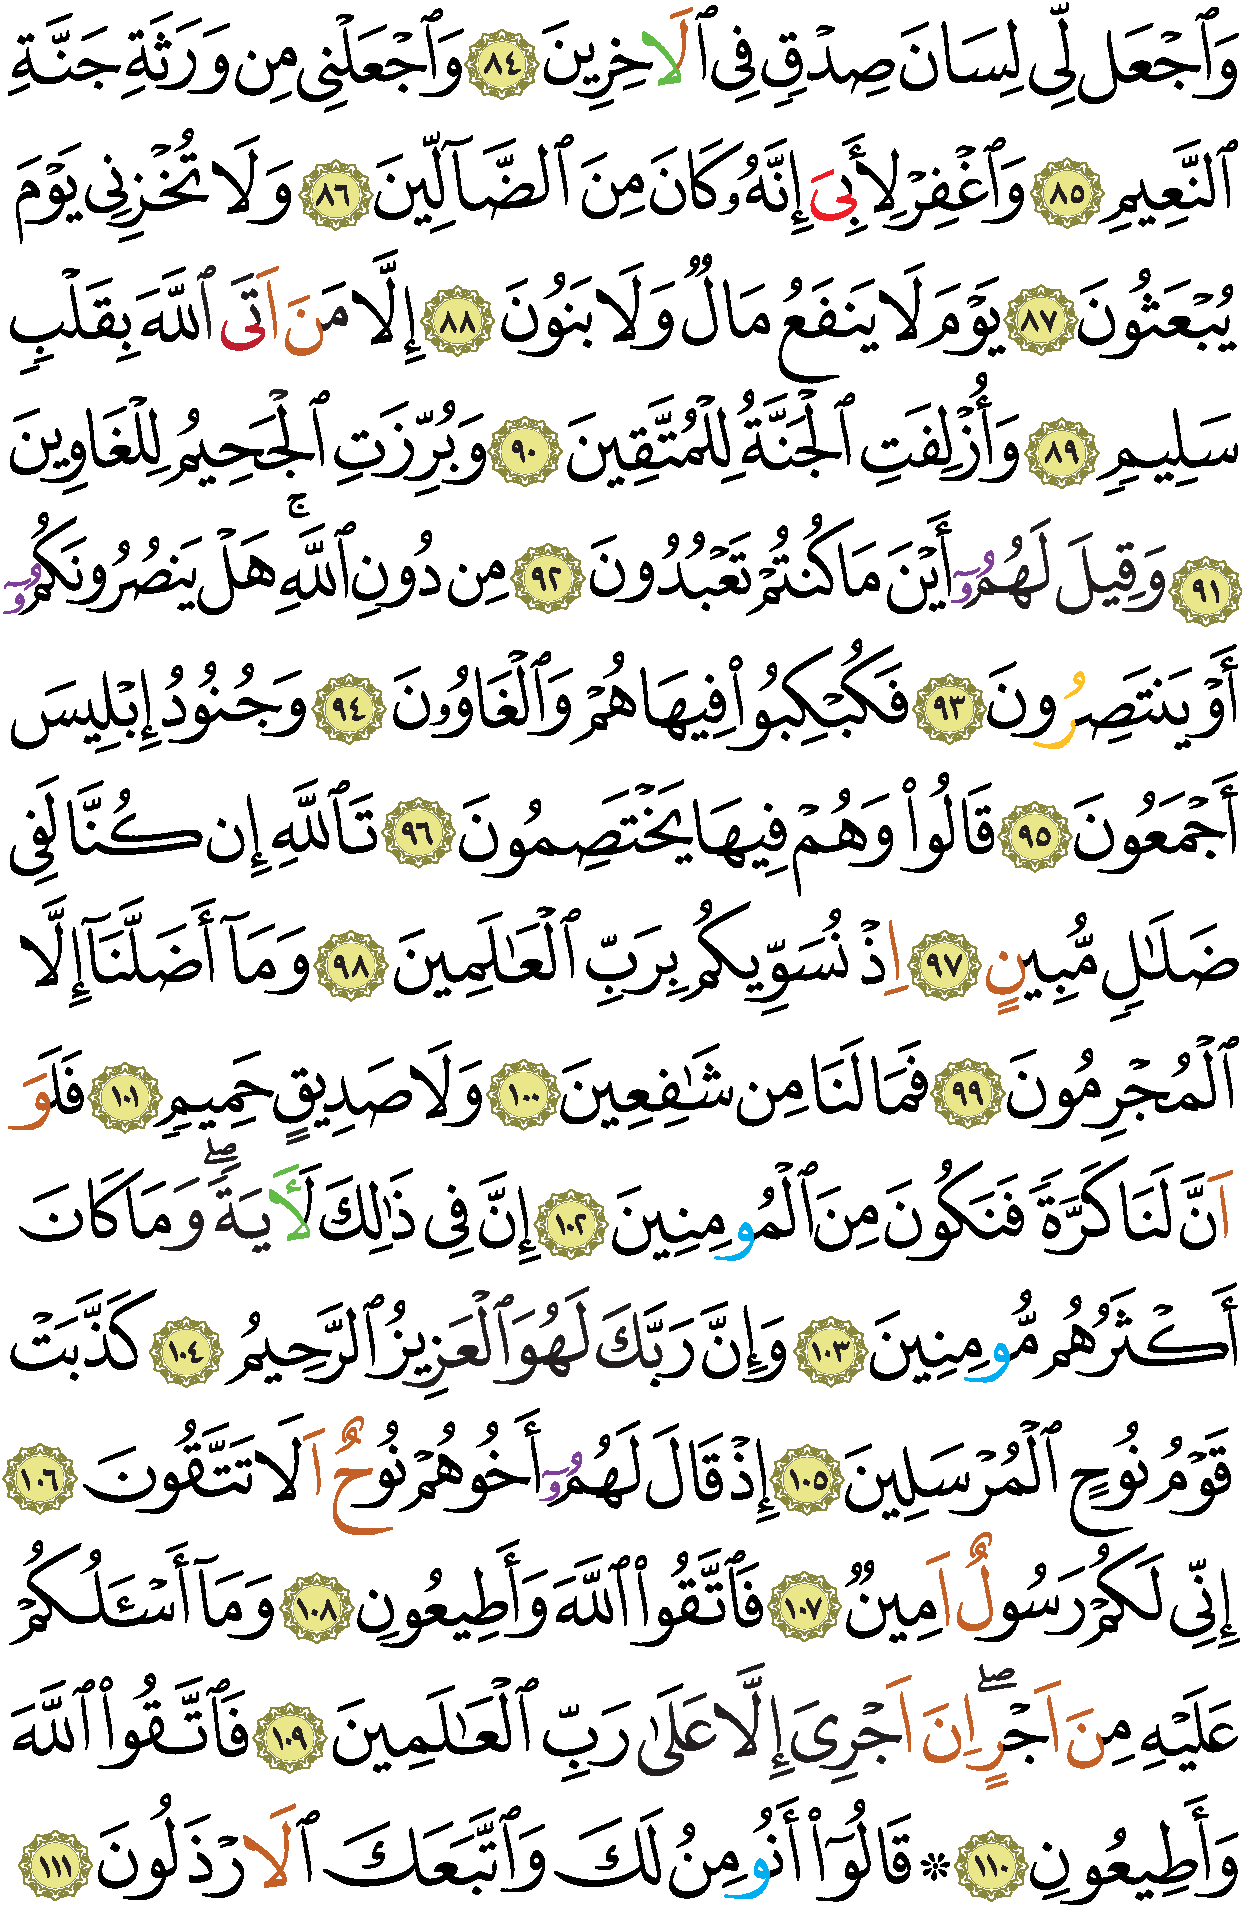 وَٱجْعَل لِّي لِسَانَ صِدْقٍ فِي ٱلَاخِرِينَ ٨٤ وَٱجْعَلْنِي مِن وَرَثَةِ جَنَّةِ
ٱلنَّعِيمِ ٨٥ وَٱغْفِرْ لِأَبِيَ إِنَّهُۥ كَانَ مِنَ ٱلضَّآلِّينَ ٨٦ وَلَا تُخْزِنِي يَوْمَ
يُبْعَثُونَ ٨٧ يَوْمَ لَا يَنفَعُ مَالٌ وَلَا بَنُونَ ٨٨ إِلَّا مَنَ اَتَى ٱللَّهَ بِقَلْبٍ
سَلِيمٍ ٨٩ وَأُزْلِفَتِ ٱلْجَنَّةُ لِلْمُتَّقِينَ ٩٠ وَبُرِّزَتِ ٱلْجَحِيمُ لِلْغَاوِينَ
٩١ وَقِيلَ لَهُمُۥٓ أَيْنَ مَا كُنتُمْ تَعْبُدُونَ ٩٢ مِن دُونِ ٱللَّهِۚ هَلْ يَنصُرُونَكُمُۥٓ
أَوْ يَنتَصِرُونَ ٩٣ فَكُبْكِبُواْ فِيهَا هُمْ وَٱلْغَاوُۥنَ ٩٤ وَجُنُودُ إِبْلِيسَ
أَجْمَعُونَ ٩٥ قَالُواْ وَهُمْ فِيهَا يَخْتَصِمُونَ ٩٦ تَٱللَّهِ إِن كُنَّا لَفِي
ضَلَٰلٍ مُّبِينٍ ٩٧ اِذْ نُسَوِّيكُم بِرَبِّ ٱلْعَٰلَمِينَ ٩٨ وَمَآ أَضَلَّنَآ إِلَّا
ٱلْمُجْرِمُونَ ٩٩ فَمَا لَنَا مِن شَٰفِعِينَ ١٠٠ وَلَا صَدِيقٍ حَمِيمٍ ١٠١ فَلَوَ
اَنَّ لَنَا كَرَّةً فَنَكُونَ مِنَ ٱلْمُومِنِينَ ١٠٢ إِنَّ فِي ذَٰلِكَ لَأَيَةًۖ وَمَا كَانَ
أَكْثَرُهُم مُّومِنِينَ ١٠٣ وَإِنَّ رَبَّكَ لَهُوَ ٱلْعَزِيزُ ٱلرَّحِيمُ ١٠٤ كَذَّبَتْ
قَوْمُ نُوحٍ ٱلْمُرْسَلِينَ ١٠٥ إِذْ قَالَ لَهُمُۥٓ أَخُوهُمْ نُوحٌ اَلَا تَتَّقُونَ ١٠٦
إِنِّي لَكُمْ رَسُولٌ اَمِينٌ ١٠٧ فَٱتَّقُواْ ٱللَّهَ وَأَطِيعُونِ ١٠٨ وَمَآ أَسْـَٔلُكُمْ
عَلَيْهِ مِنَ اَجْرٍۖ اِنَ اَجْرِيَ إِلَّا عَلَىٰ رَبِّ ٱلْعَٰلَمِينَ ١٠٩ فَٱتَّقُواْ ٱللَّهَ
وَأَطِيعُونِ ١١٠ ۞ قَالُوٓاْ أَنُومِنُ لَكَ وَٱتَّبَعَكَ ٱلَارْذَلُونَ ١١١